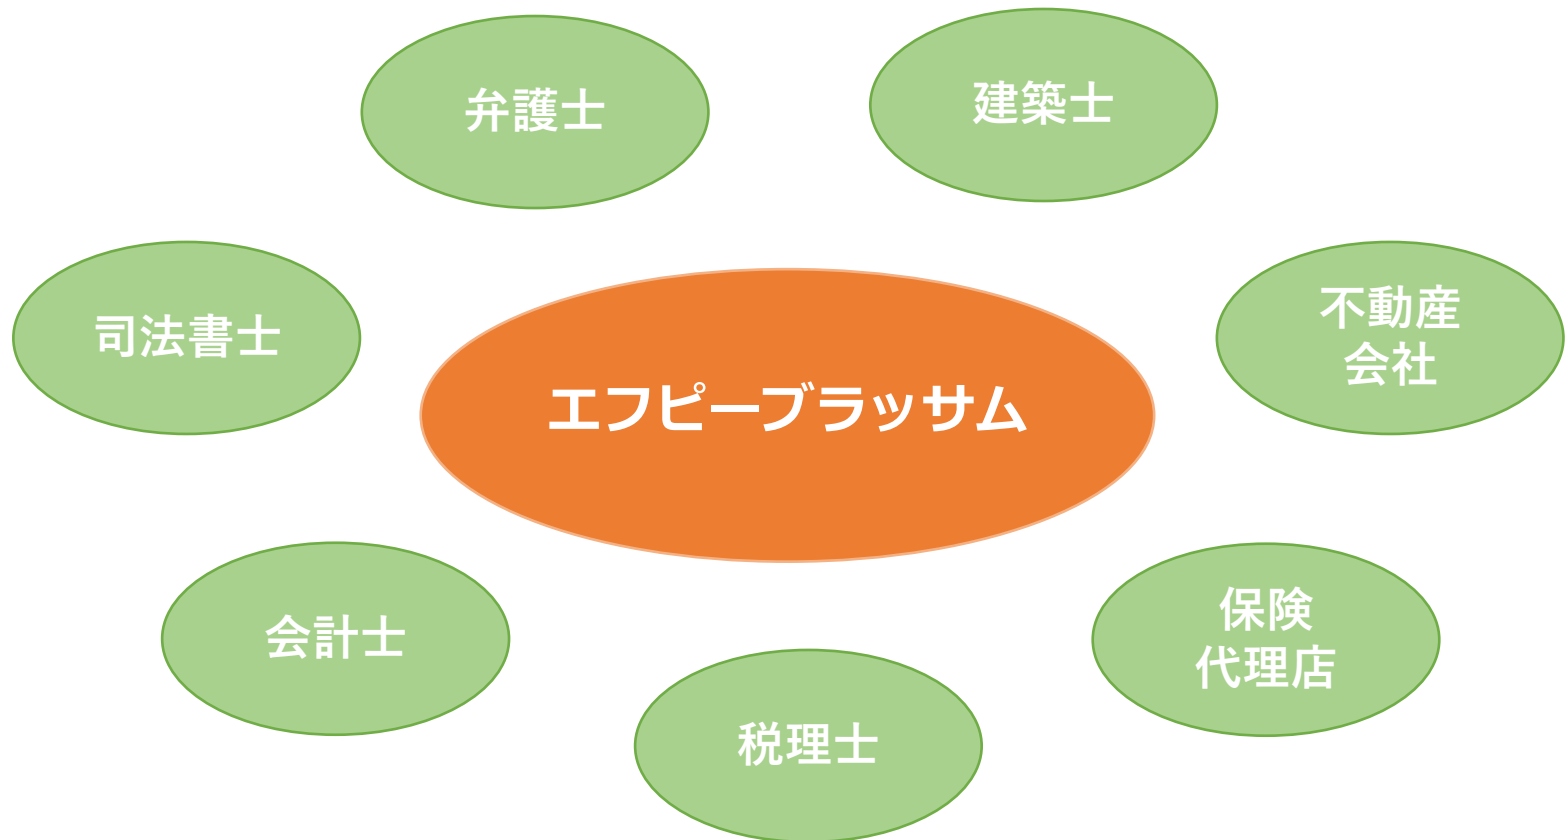 弁護士
建築士
司法書士
不動産
会社
エフピーブラッサム
会計士
保険
代理店
税理士